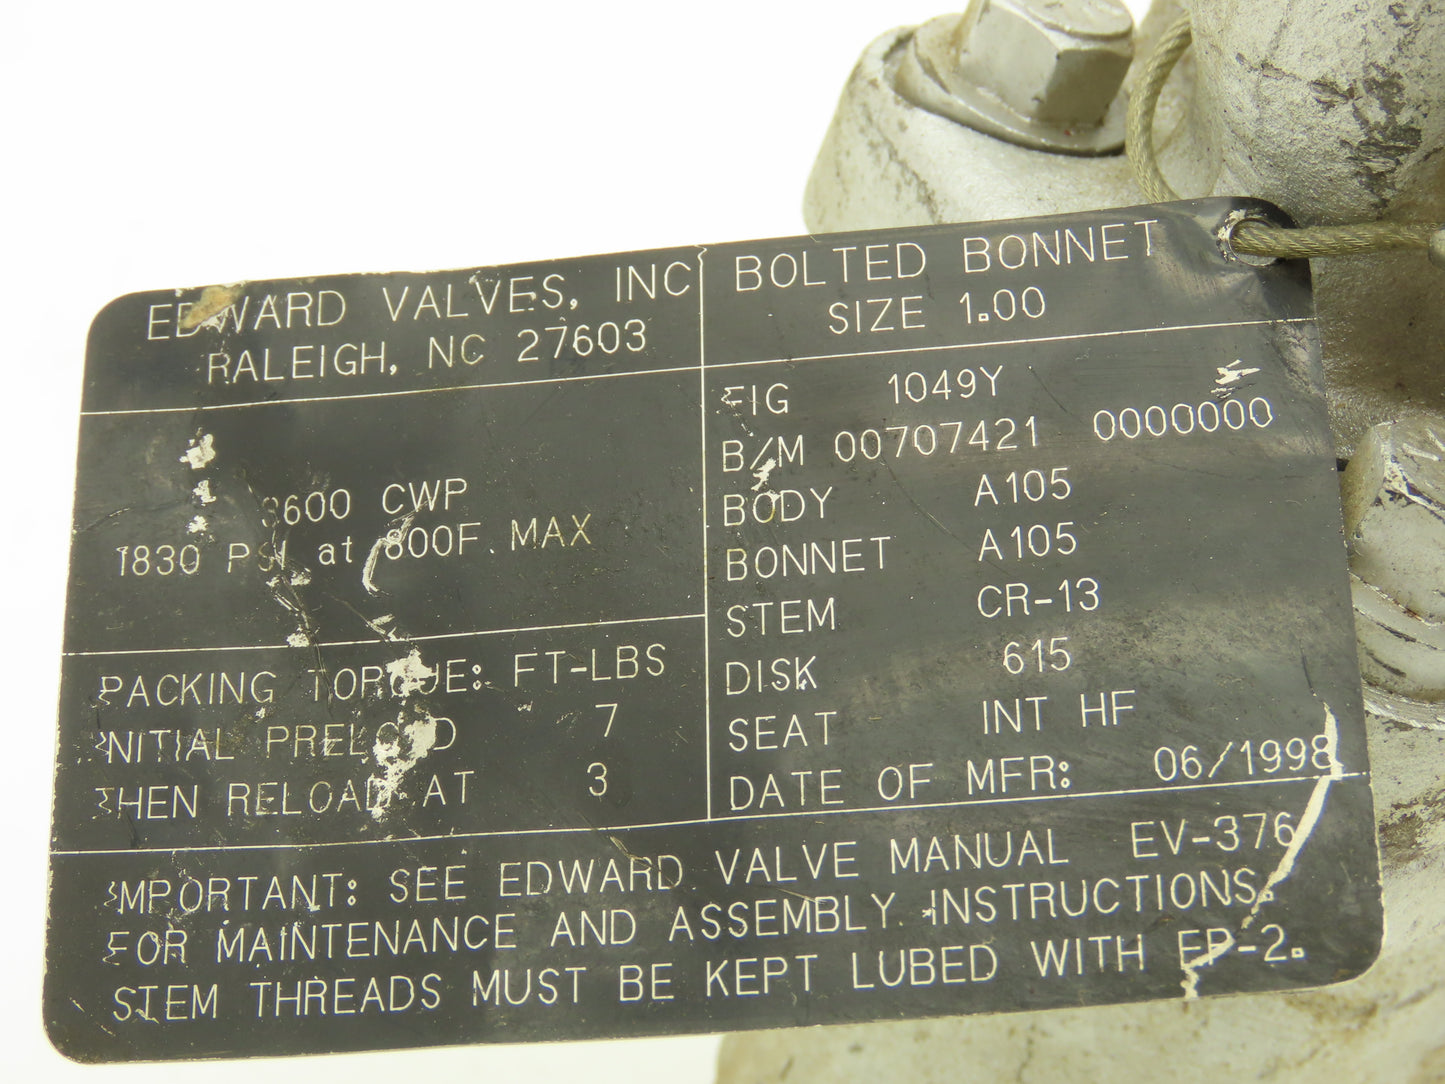 EDWARD VALVES, INC
RALEIGH, NC 27603
BOLTED BONNET
SIZE 1.00
3600 CWP
1830 PSI at 800F. MAX
PACKING TORQUE: FT-LBS
INITIAL PRELOAD 7
THEN RELOAD AT 3
FIG 1049Y
B/M 00707421 0000000
BODY A105
BONNET A105
STEM CR-13
DISK 615
SEAT INT HF
DATE OF MFR: 06/1998
IMPORTANT: SEE EDWARD VALVE MANUAL EV-376
FOR MAINTENANCE AND ASSEMBLY INSTRUCTIONS.
STEM THREADS MUST BE KEPT LUBED WITH EP-2.